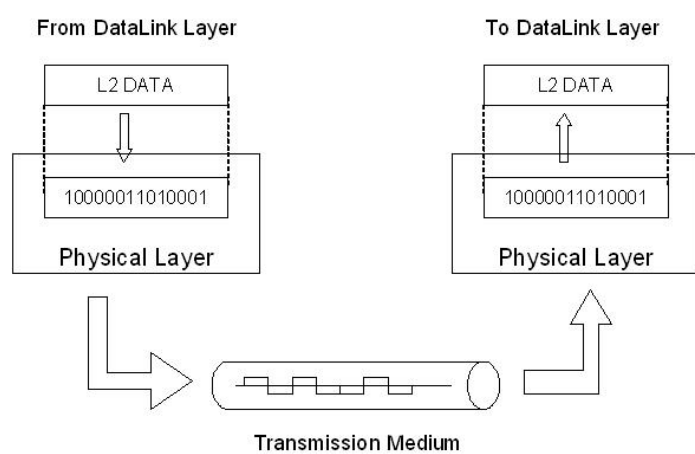 From DataLink Layer
To DataLink Layer
L2 DATA
L2 DATA
10000011010001
10000011010001
Physical Layer
Physical Layer
Transmission Medium